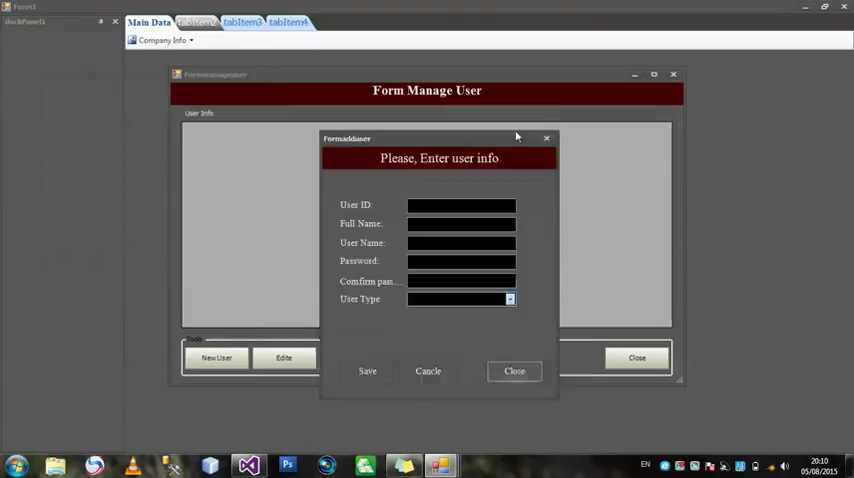 Form1
dockPanel1
Main Data tabItem2 tabItem3 tabItem4
Company Info
Formmanageuser
Form Manage User
User Info
Formadduser
Please, Enter user info
User ID:
Full Name:
User Name:
Password:
Comfirm pass.....
User Type
Save Cancle Close
Tools
New User Edite Close
Ps
EN
20:10
05/08/2015